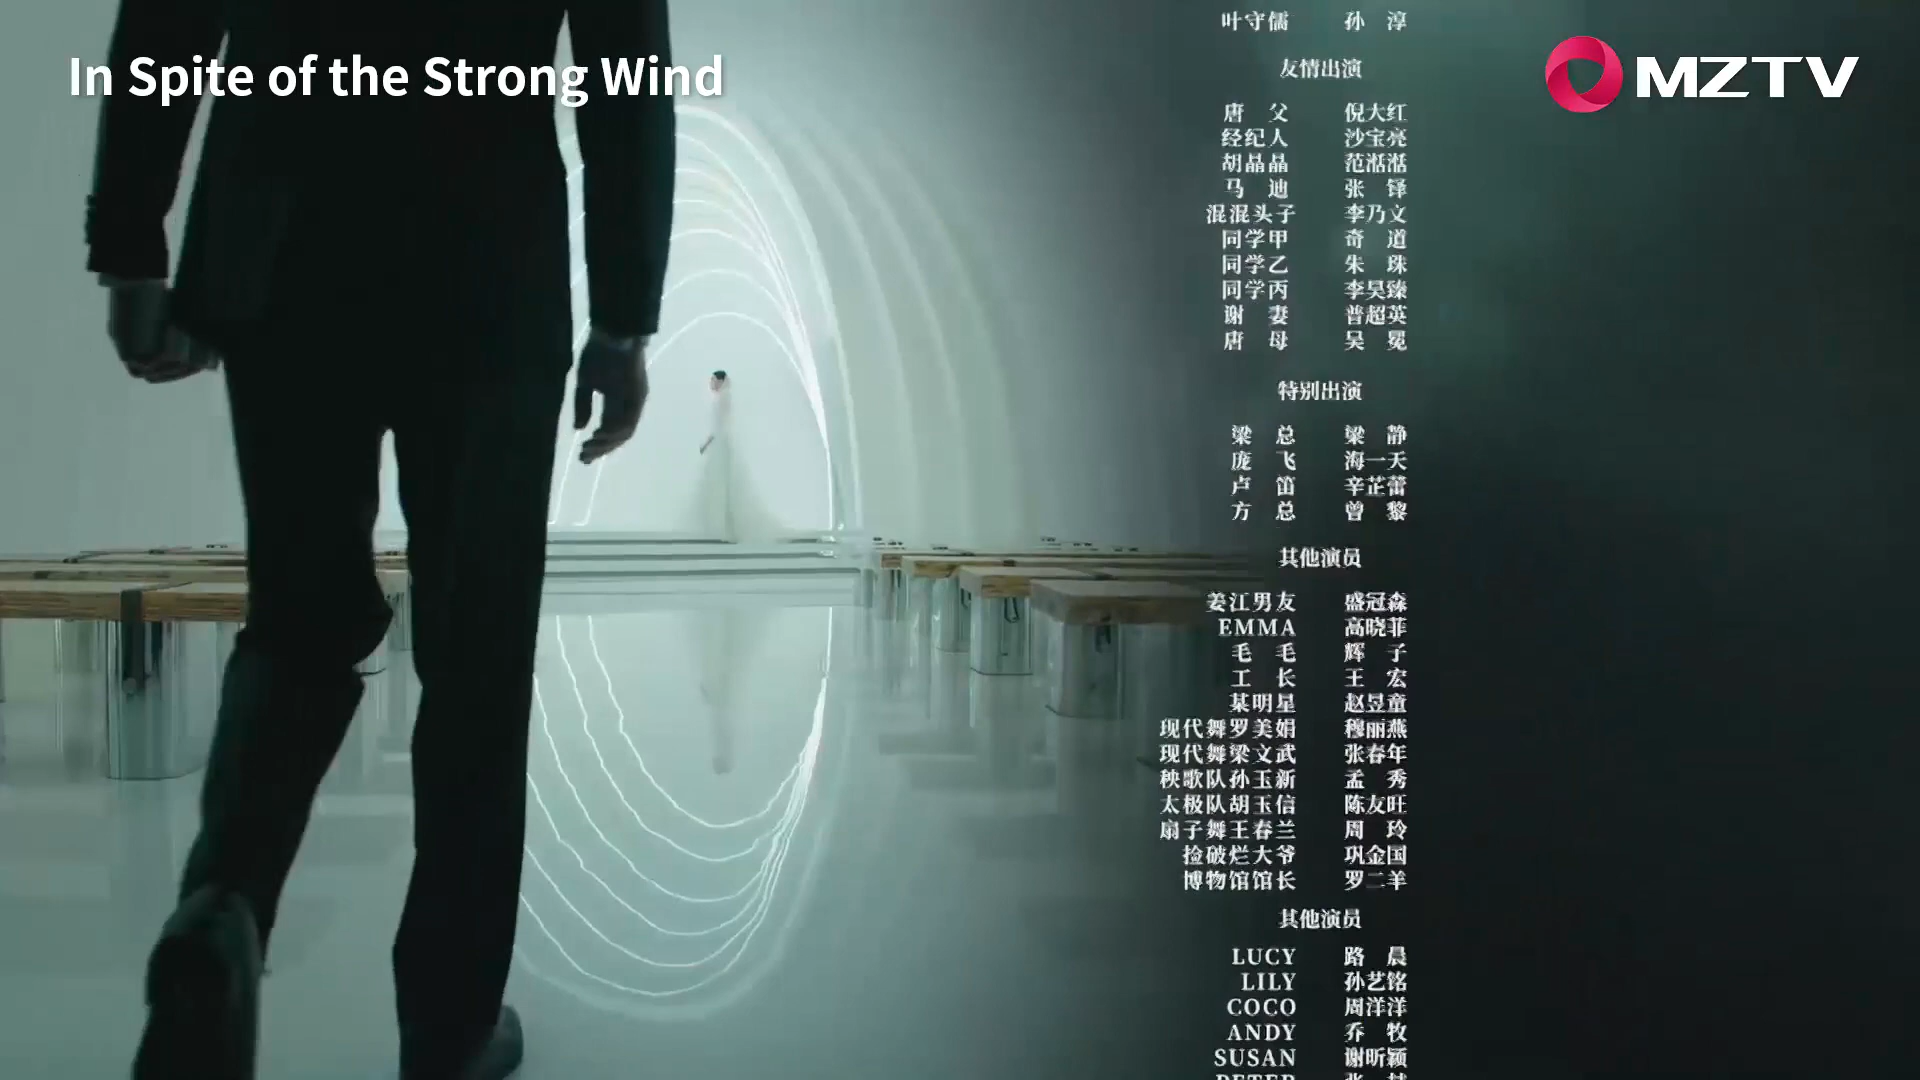 In Spite of the Strong Wind
MZTV
叶守儒 孙淳
友情出演
唐父 倪大红
经纪人 沙宝亮
胡晶晶 范湉湉
马迪 张铎
混混头子 李乃文
同学甲 奇道
同学乙 朱珠
同学丙 李昊臻
谢妻 普超英
唐母 吴冕
特别出演
梁总 梁静
庞飞 海一天
卢笛 辛芷蕾
方总 曾黎
其他演员
姜江男友 盛冠森
EMMA 高晓菲
毛毛 辉子
工长 王宏
某明星 赵昱童
现代舞罗美娟 穆丽燕
现代舞梁文武 张春年
秧歌队孙玉新 孟秀
太极队胡玉信 陈友旺
扇子舞王春兰 周玲
捡破烂大爷 巩金国
博物馆馆长 罗二羊
其他演员
LUCY 路晨
LILY 孙艺铭
COCO 周洋洋
ANDY 乔牧
SUSAN 谢昕颖